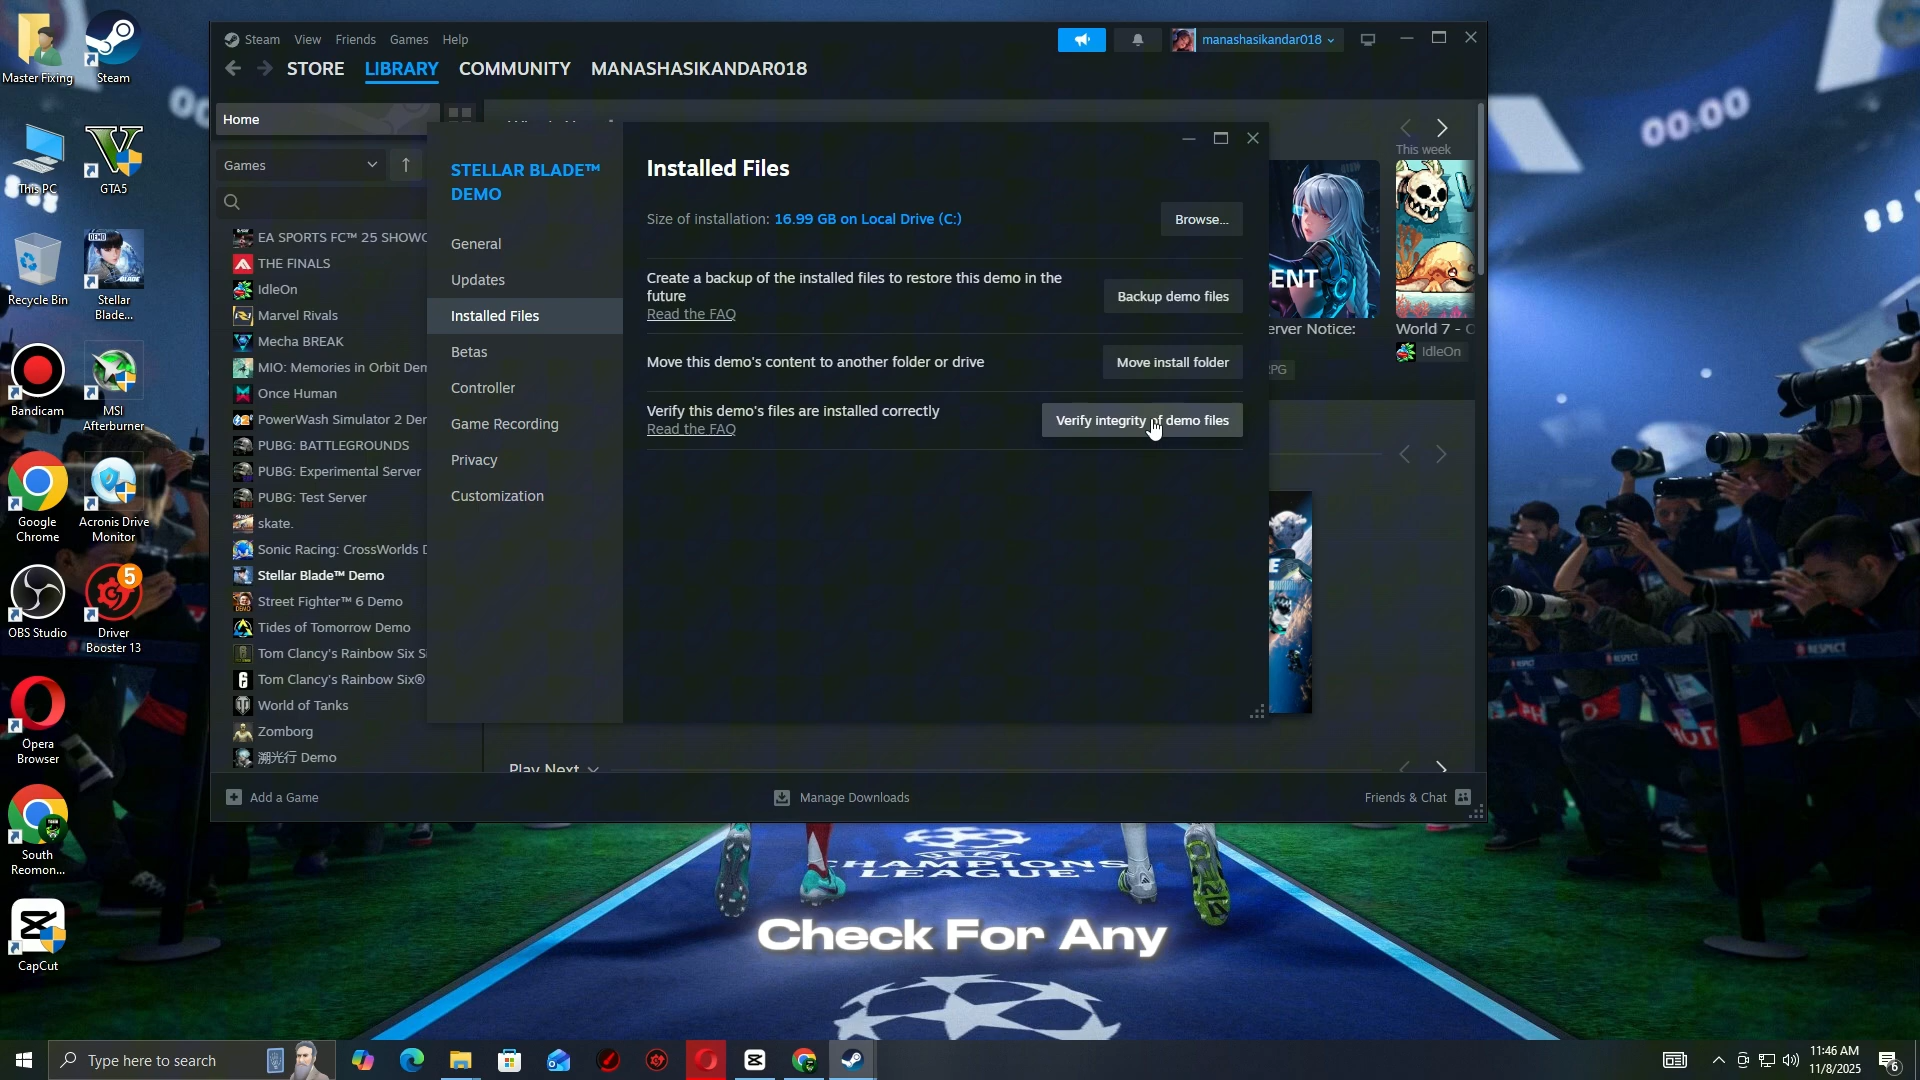 Master Fixing
Steam
This PC
GTA5
Recycle Bin
Stellar
Blade...
Bandicam
MSI
Afterburner
Google
Chrome
Acronis Drive
Monitor
OBS Studio
5
Driver
Booster 13
Opera
Browser
South
Reomon...
CapCut
Steam
View
Friends
Games
Help
manashasikandar018
STORE
LIBRARY
COMMUNITY
MANASHASIKANDAR018
Home
Games
EA SPORTS FC™ 25 SHOWC
THE FINALS
IdleOn
Marvel Rivals
Mecha BREAK
MIO: Memories in Orbit Dem
Once Human
PowerWash Simulator 2 Der
PUBG: BATTLEGROUNDS
PUBG: Experimental Server
PUBG: Test Server
skate.
Sonic Racing: CrossWorlds D
Stellar Blade™ Demo
Street Fighter™ 6 Demo
Tides of Tomorrow Demo
Tom Clancy's Rainbow Six S
Tom Clancy's Rainbow Six®
World of Tanks
Zomborg
溯光行 Demo
STELLAR BLADE™
DEMO
General
Updates
Installed Files
Betas
Controller
Game Recording
Privacy
Customization
Installed Files
Size of installation: 16.99 GB on Local Drive (C:)
Browse...
Create a backup of the installed files to restore this demo in the
future
Read the FAQ
Backup demo files
Move this demo's content to another folder or drive
Move install folder
Verify this demo's files are installed correctly
Read the FAQ
Verify integrity of demo files
This week
ENT
erver Notice:
World 7 - C
IdleOn
RPG
Play Next
Add a Game
Manage Downloads
Friends & Chat
00:00
RESPECT
RESPECT
CHAMPIONS
LEAGUE
Check For Any
Type here to search
11:46 AM
11/8/2025
6